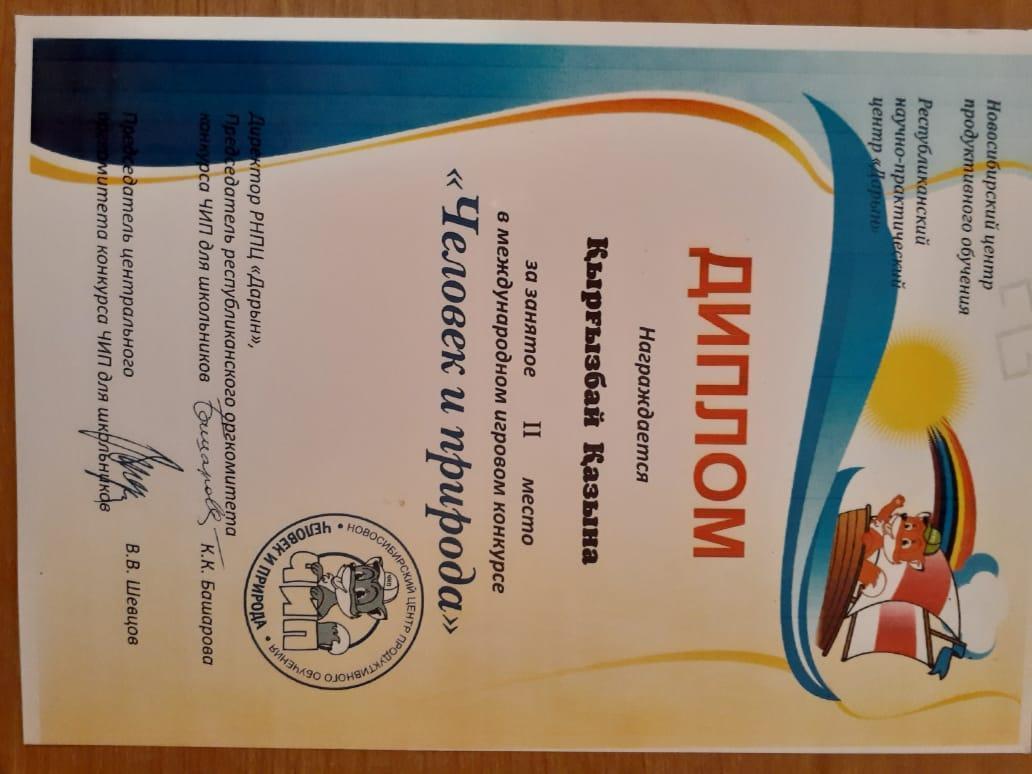 Новосибирский центр
продуктивного обучения
Республиканский
научно-практический
центр «Дарын»
ДИПЛОМ
Награждается
Қырғызбай Қазына
за занятое II место
в международном игровом конкурсе
«Человек и природа»
Директор РНПЦ «Дарын»,
Председатель республиканского оргкомитета
конкурса ЧИП для школьников К.К. Башарова
Председатель центрального
оргкомитета конкурса ЧИП для школьников В.В. Шевцов
• НОВОСИБИРСКИЙ ЦЕНТР ПРОДУКТИВНОГО ОБУЧЕНИЯ •
ЧИП
ЧЕЛОВЕК И ПРИРОДА